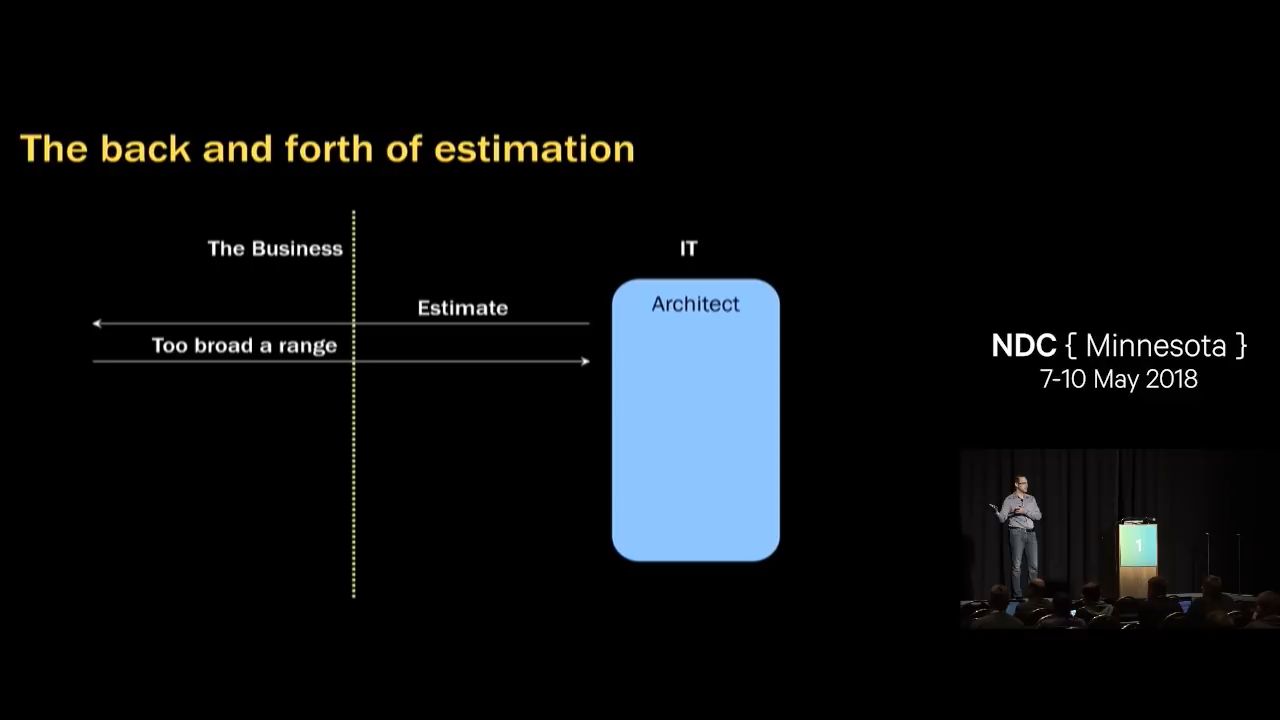 The back and forth of estimation
The Business
IT
Estimate
Architect
Too broad a range
NDC { Minnesota }
7-10 May 2018
1